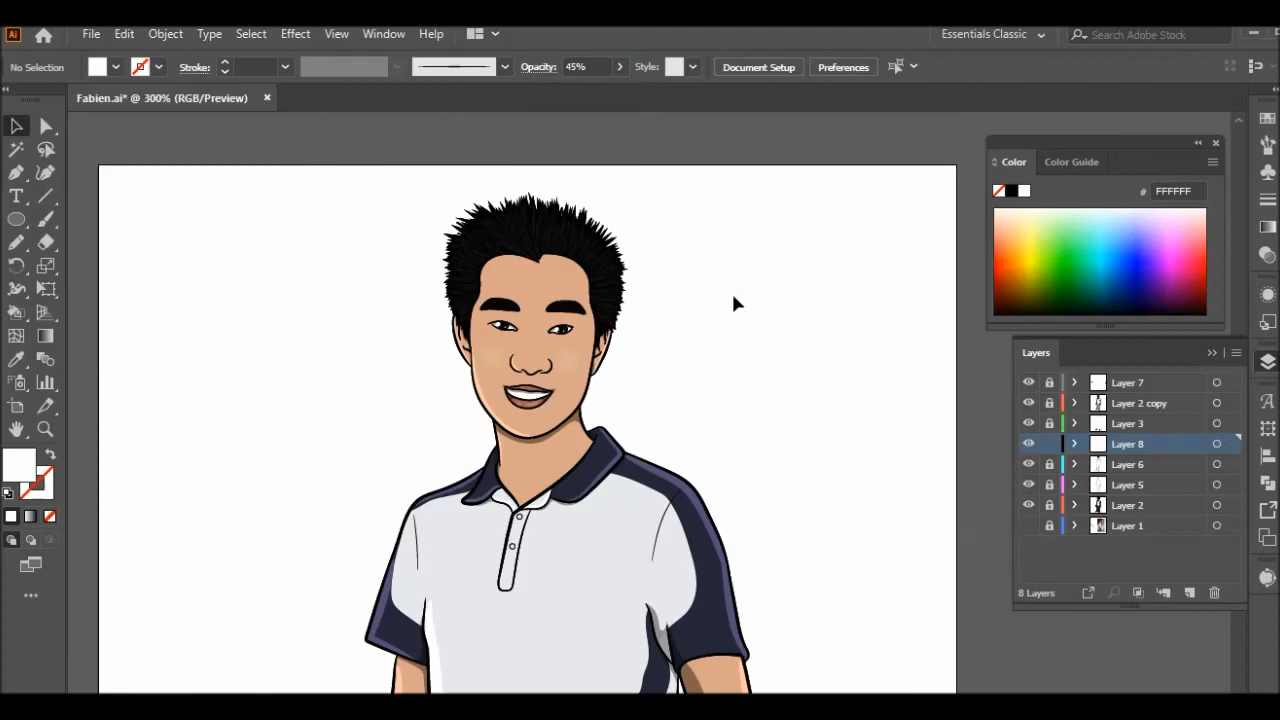 Ai File Edit Object Type Select Effect View Window Help Essentials Classic Search Adobe Stock
No Selection Stroke: Opacity: 45% Style: Document Setup Preferences
Fabien.ai* @ 300% (RGB/Preview)
Color Color Guide
# FFFFFF
Layers
Layer 7
Layer 2 copy
Layer 3
Layer 8
Layer 6
Layer 5
Layer 2
Layer 1
8 Layers